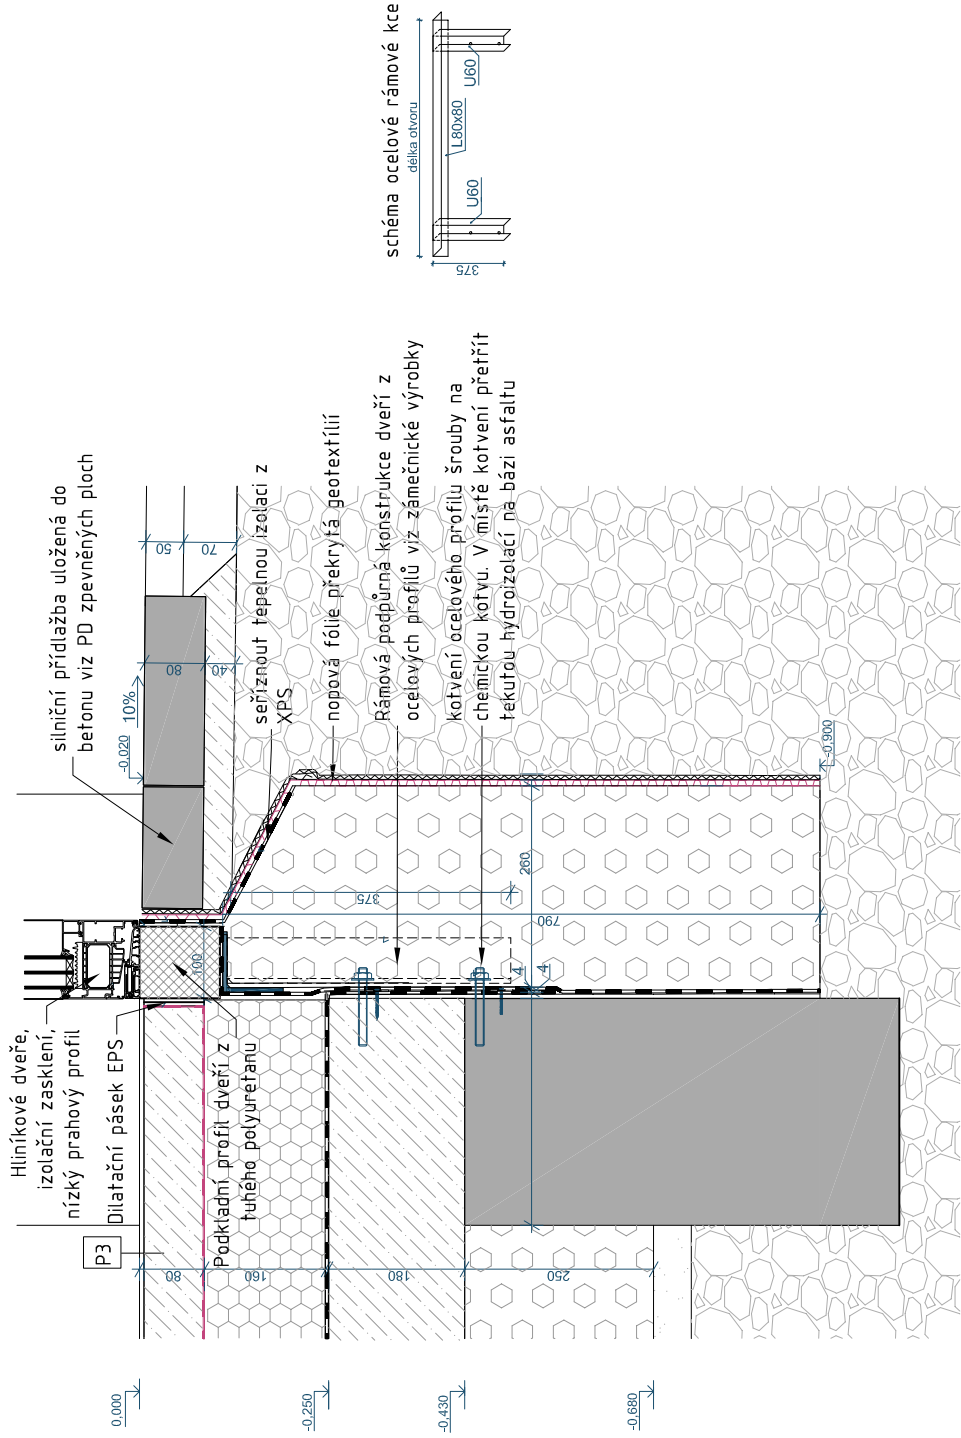 schéma ocelové rámové kce
délka otvoru
L80x80
U60
U60
375
silniční přídlažba uložená do
betonu viz PD zpevněných ploch
-0,020
10%
50
70
80
40
seříznout tepelnou izolaci z
XPS
nopová fólie překrytá geotextílií
Rámová podpůrná konstrukce dveří z
ocelových profilů viz zámečnické výrobky
kotvení ocelového profilu šrouby na
chemickou kotvu. V místě kotvení přetřít
tekutou hydroizolací na bázi asfaltu
-0,900
260
375
790
100
4
4
Hliníkové dveře,
izolační zasklení,
nízký prahový profil
Dilatační pásek EPS
Podkladní profil dveří z
tuhého polyuretanu
P3
80
160
180
250
0,000
-0,250
-0,430
-0,680